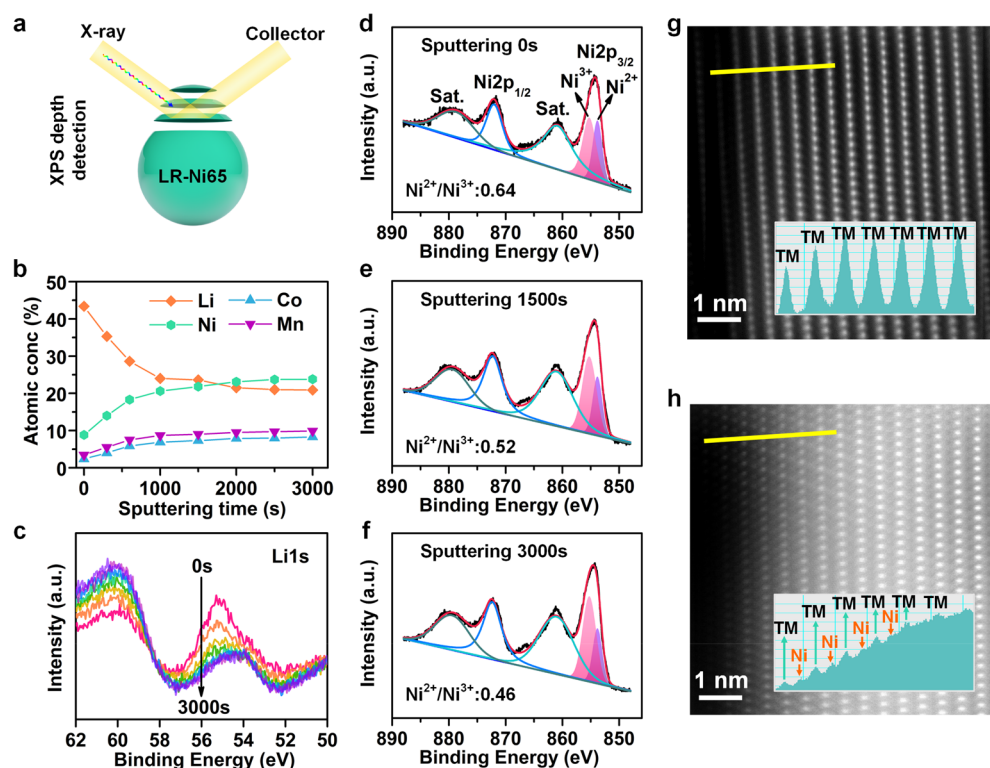 a
X-ray
Collector
XPS depth
detection
LR-Ni65
b
Atomic conc (%)
50
40
30
20
10
0
Li
Co
Ni
Mn
0
1000
1500
2000
2500
3000
Sputtering time (s)
c
Intensity (a.u.)
Li1s
0s
3000s
62 60 58 56 54 52 50
Binding Energy (eV)
d
Intensity (a.u.)
Sputtering 0s
Ni2p3/2
Ni2p1/2
Ni3+
Ni2+
Sat.
Sat.
Ni2+/Ni3+:0.64
890 880 870 860 850
Binding Energy (eV)
e
Intensity (a.u.)
Sputtering 1500s
Ni2+/Ni3+:0.52
890 880 870 860 850
Binding Energy (eV)
f
Intensity (a.u.)
Sputtering 3000s
Ni2+/Ni3+:0.46
890 880 870 860 850
Binding Energy (eV)
g
TM TM TM TM TM TM TM
1 nm
h
TM TM TM TM TM TM
Ni Ni Ni Ni
1 nm